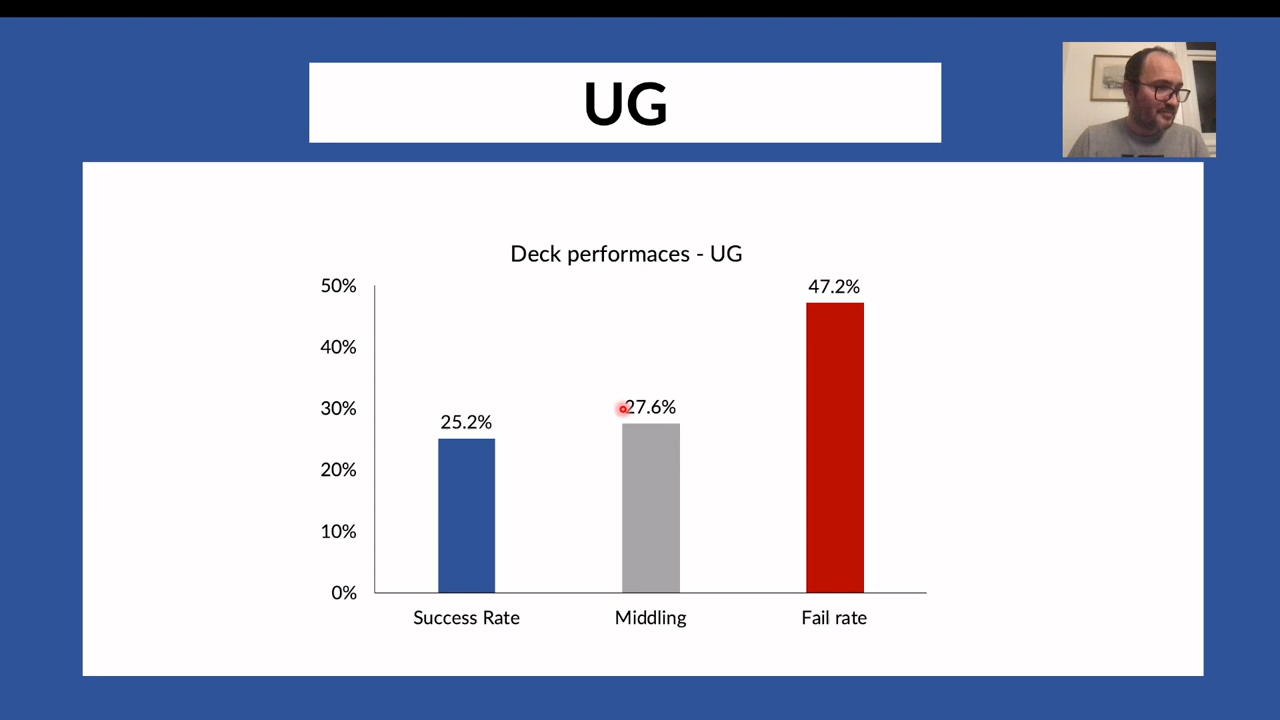 UG
Deck performaces - UG
50%
47.2%
40%
30%
27.6%
25.2%
20%
10%
0%
Success Rate
Middling
Fail rate